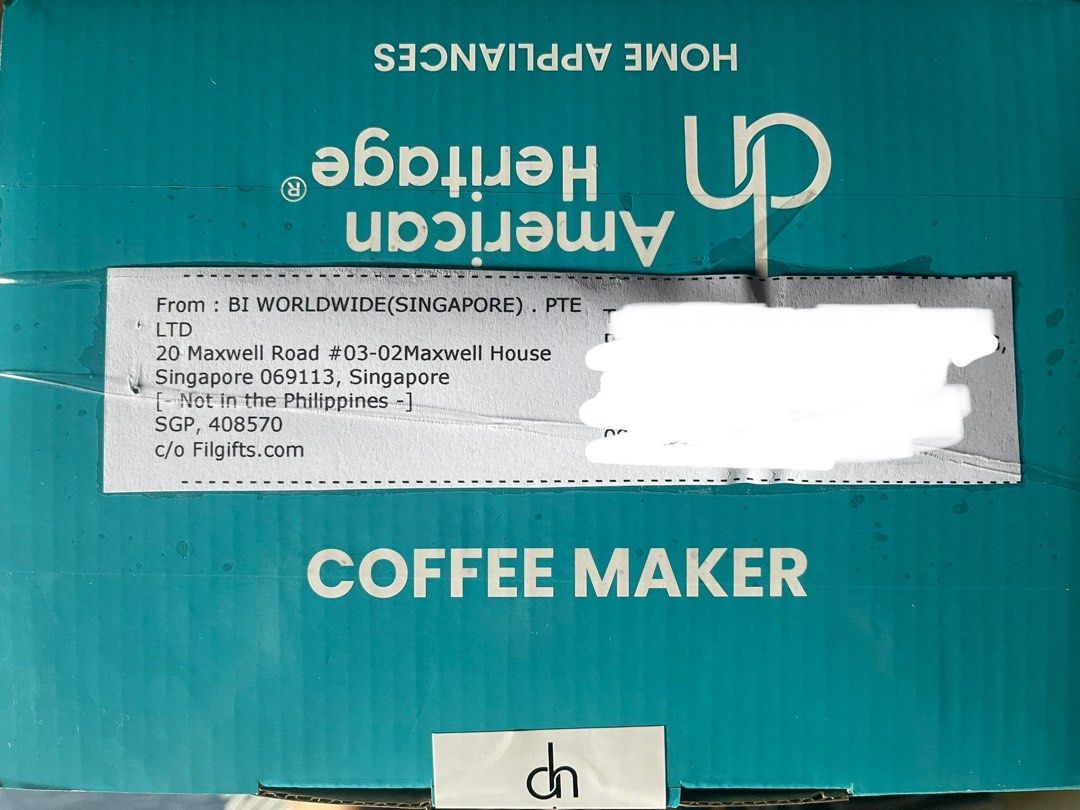 HOME APPLIANCES
American
Heritage®
From : BI WORLDWIDE(SINGAPORE) . PTE
LTD
20 Maxwell Road #03-02Maxwell House
Singapore 069113, Singapore
[- Not in the Philippines -]
SGP, 408570
c/o Filgifts.com
COFFEE MAKER